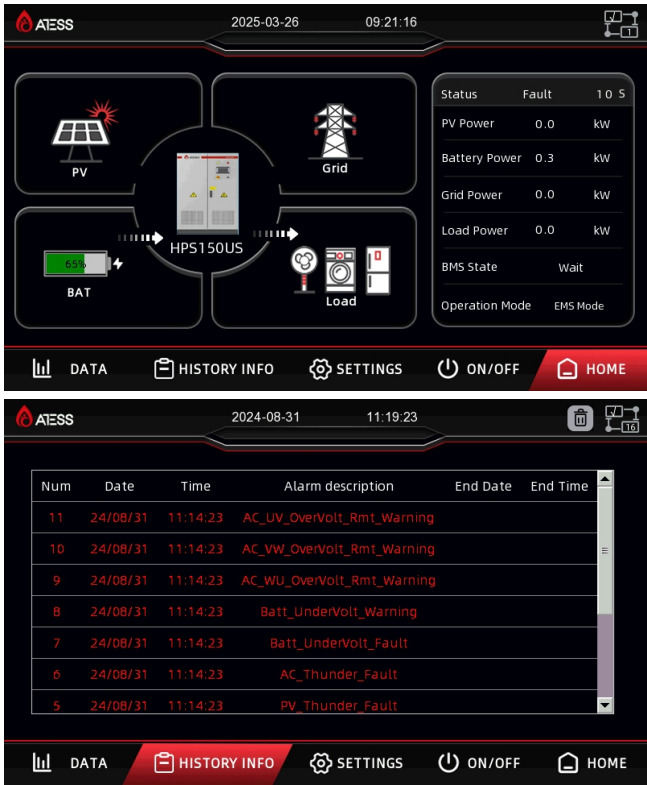 ATESS 2025-03-26 09:21:16 1
Status Fault 10 S
PV Power 0.0 kW
Battery Power 0.3 kW
Grid Power 0.0 kW
Load Power 0.0 kW
BMS State Wait
Operation Mode EMS Mode
PV
Grid
HPS150US
65%
BAT
Load
DATA HISTORY INFO SETTINGS ON/OFF HOME
ATESS 2024-08-31 11:19:23 16
Num Date Time Alarm description End Date End Time
11 24/08/31 11:14:23 AC_UV_OverVolt_Rmt_Warning
10 24/08/31 11:14:23 AC_VW_OverVolt_Rmt_Warning
9 24/08/31 11:14:23 AC_WU_OverVolt_Rmt_Warning
8 24/08/31 11:14:23 Batt_UnderVolt_Warning
7 24/08/31 11:14:23 Batt_UnderVolt_Fault
6 24/08/31 11:14:23 AC_Thunder_Fault
5 24/08/31 11:14:23 PV_Thunder_Fault
DATA HISTORY INFO SETTINGS ON/OFF HOME